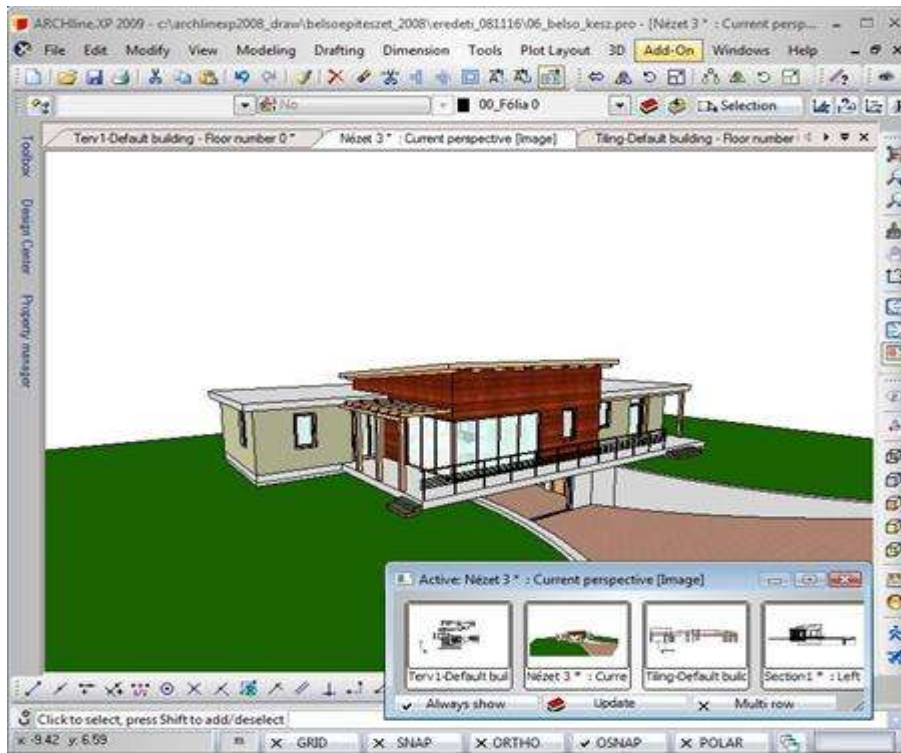 ARCHline.XP 2009 - c:\archlinexp2008_draw\belsoepiteszet_2008\eredeti_081116\06_belso_kesz.pro - [Nézet 3 * : Current persp...
File Edit Modify View Modeling Drafting Dimension Tools Plot Layout 3D Add-On Windows Help
No 00_Fólia 0 Selection
Terv1-Default building - Floor number 0 * Nézet 3 * : Current perspective [Image] Tiling-Default building - Floor number
Toolbox
Design Center
Property manager
Active: Nézet 3 * : Current perspective [Image]
Terv1-Default buil Nézet 3 * : Curre Tiling-Default builc Section1 * : Left
Always show Update Multi row
Click to select, press Shift to add/deselect
x: -9.42 y: 6.59 m GRID SNAP ORTHO OSNAP POLAR